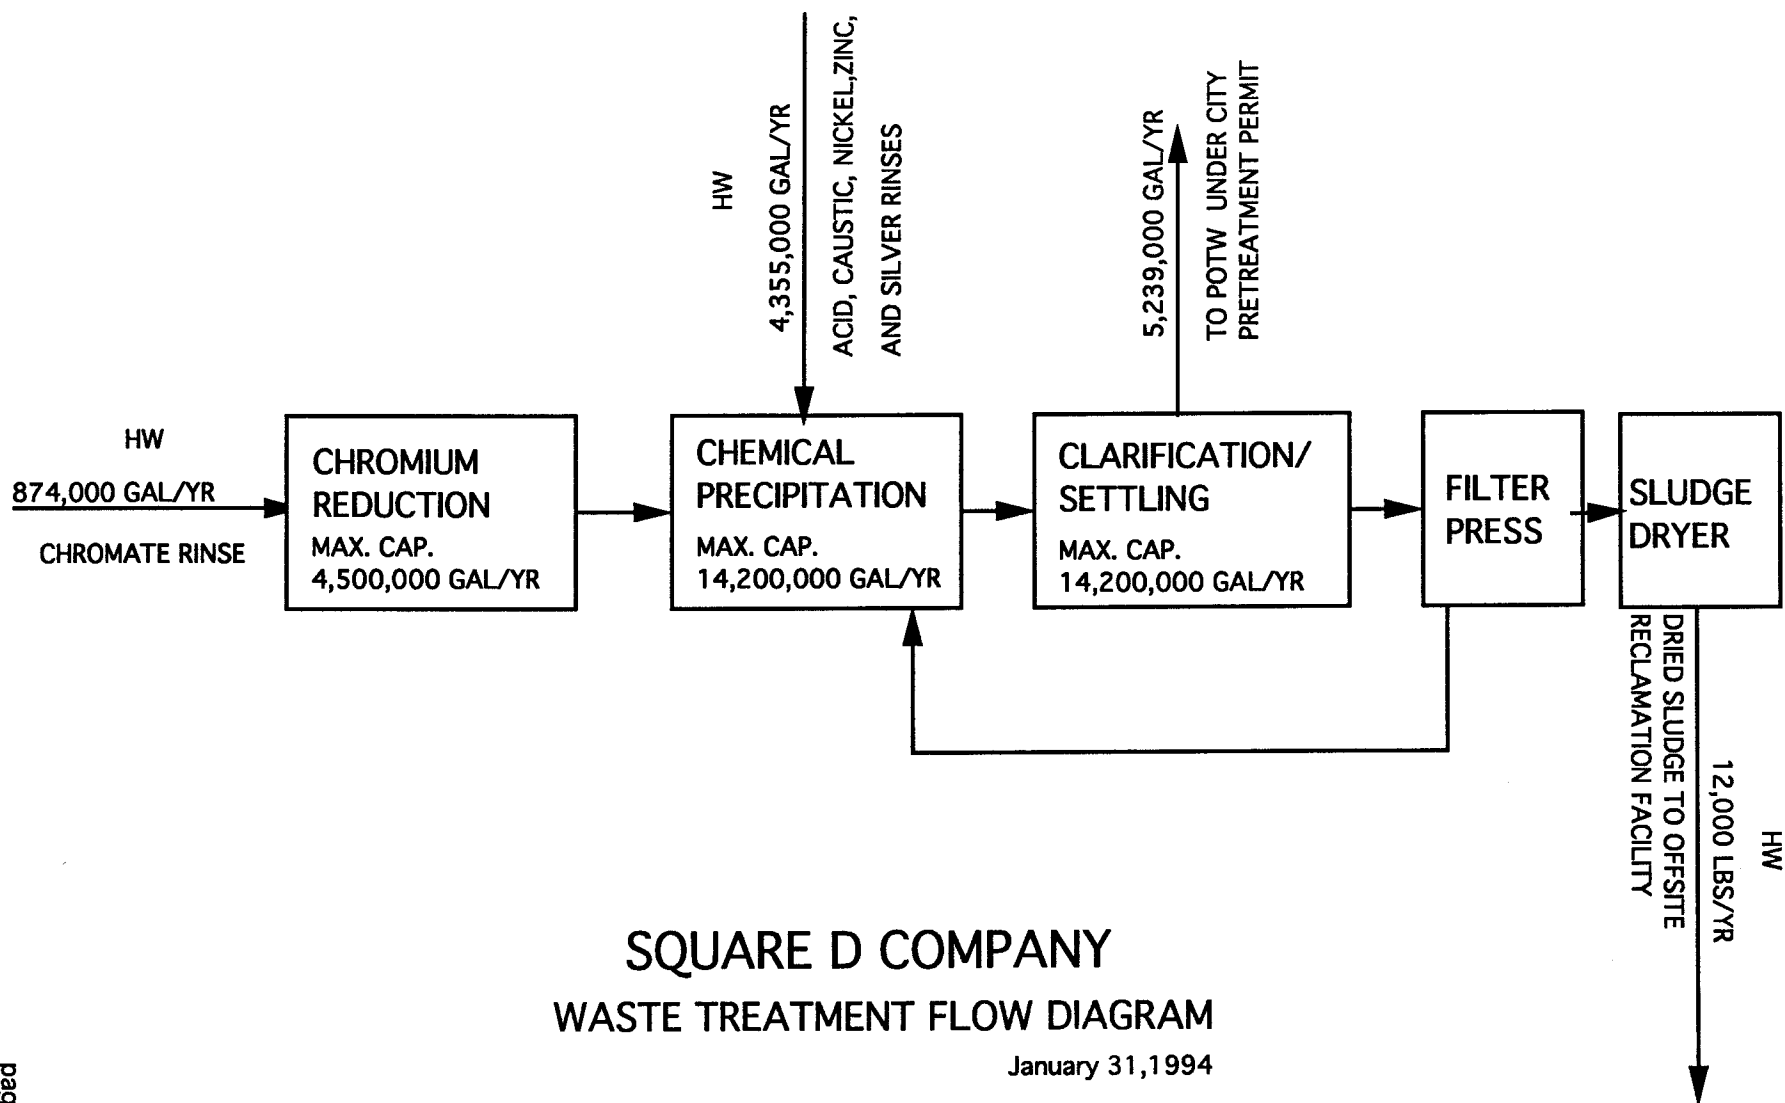 HW
874,000 GAL/YR
CHROMATE RINSE
CHROMIUM
REDUCTION
MAX. CAP.
4,500,000 GAL/YR
HW
4,355,000 GAL/YR
ACID, CAUSTIC, NICKEL,ZINC,
AND SILVER RINSES
CHEMICAL
PRECIPITATION
MAX. CAP.
14,200,000 GAL/YR
5,239,000 GAL/YR
TO POTW UNDER CITY
PRETREATMENT PERMIT
CLARIFICATION/
SETTLING
MAX. CAP.
14,200,000 GAL/YR
FILTER
PRESS
SLUDGE
DRYER
HW
12,000 LBS/YR
DRIED SLUDGE TO OFFSITE
RECLAMATION FACILITY
SQUARE D COMPANY
WASTE TREATMENT FLOW DIAGRAM
January 31,1994